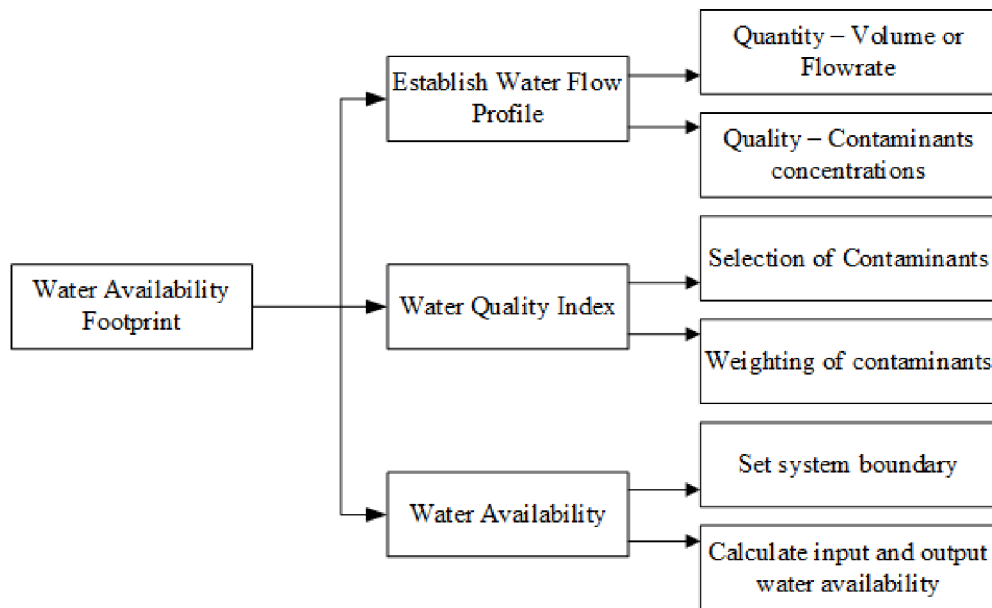 Water Availability
Footprint
Establish Water Flow
Profile
Quantity – Volume or
Flowrate
Quality – Contaminants
concentrations
Water Quality Index
Selection of Contaminants
Weighting of contaminants
Water Availability
Set system boundary
Calculate input and output
water availability